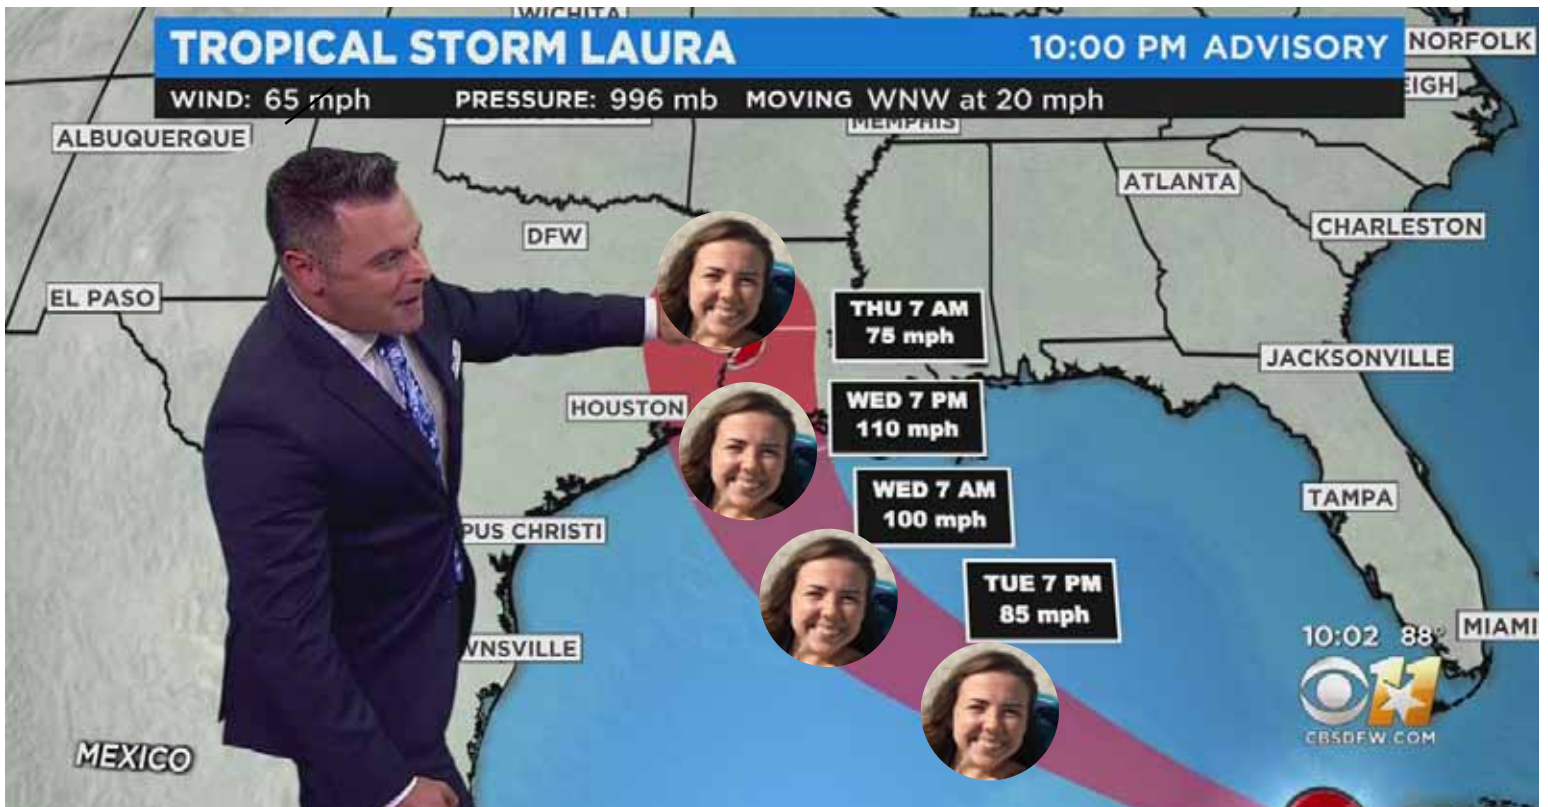 WICHITA
TROPICAL STORM LAURA
10:00 PM ADVISORY
NORFOLK
EIGH
WIND: 65 mph
PRESSURE: 996 mb
MOVING WNW at 20 mph
MEMPHIS
ALBUQUERQUE
ATLANTA
DFW
CHARLESTON
EL PASO
THU 7 AM
75 mph
JACKSONVILLE
HOUSTON
WED 7 PM
110 mph
WED 7 AM
100 mph
TAMPA
PUS CHRISTI
TUE 7 PM
85 mph
10:02 88°
MIAMI
WNSVILLE
11
CBSDFW.COM
MEXICO